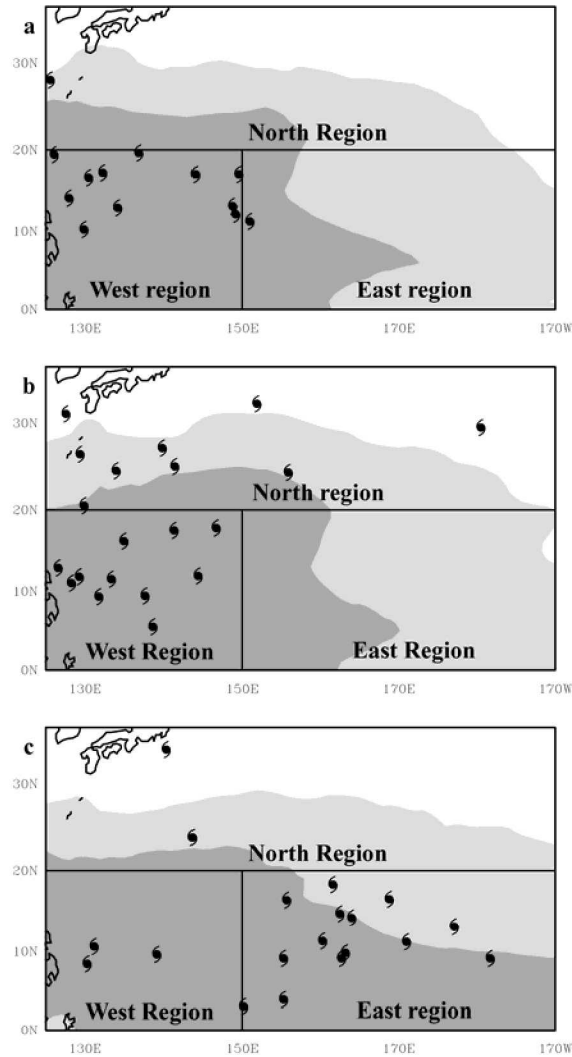 a
30N
North Region
20N
10N
West region East region
0N
130E 150E 170E 170W
b
30N
North region
20N
10N
West Region East Region
0N
130E 150E 170E 170W
c
30N
North Region
20N
10N
West Region East region
0N
130E 150E 170E 170W